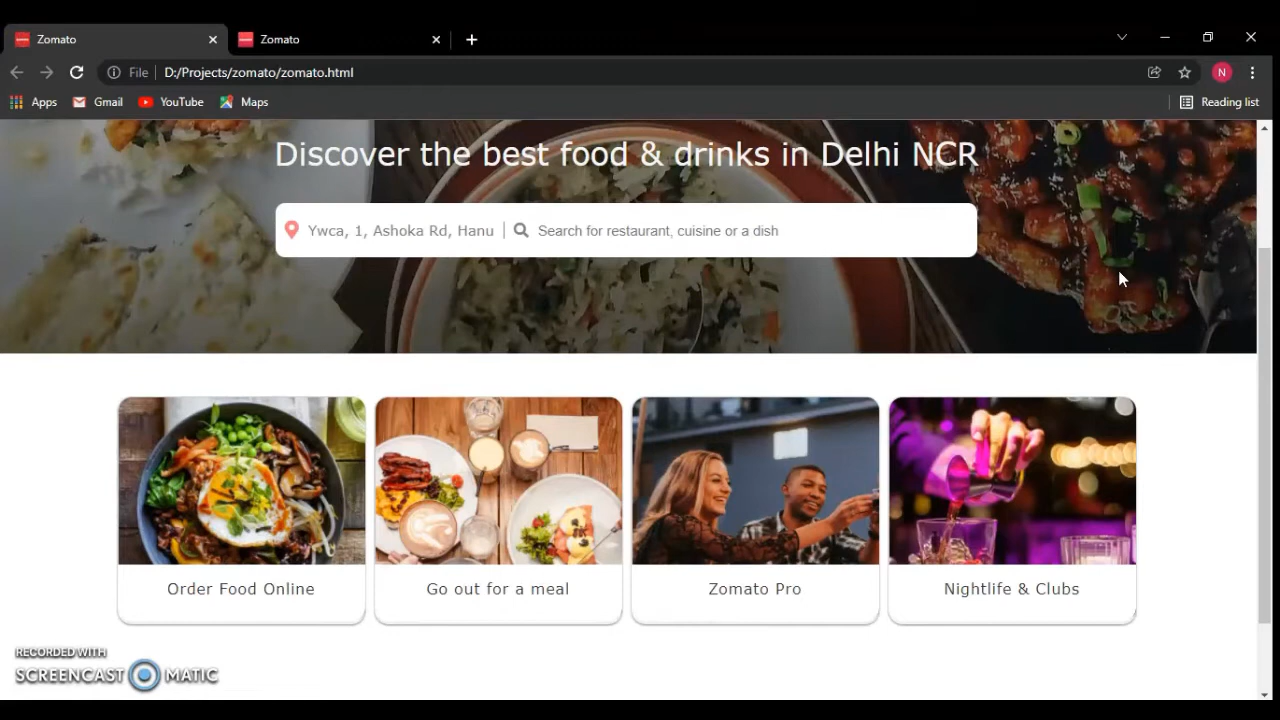 Zomato
Zomato
File D:/Projects/zomato/zomato.html
N
Apps Gmail YouTube Maps Reading list
Discover the best food & drinks in Delhi NCR
Ywca, 1, Ashoka Rd, Hanu Search for restaurant, cuisine or a dish
Order Food Online Go out for a meal Zomato Pro Nightlife & Clubs
RECORDED WITH
SCREENCAST MATIC